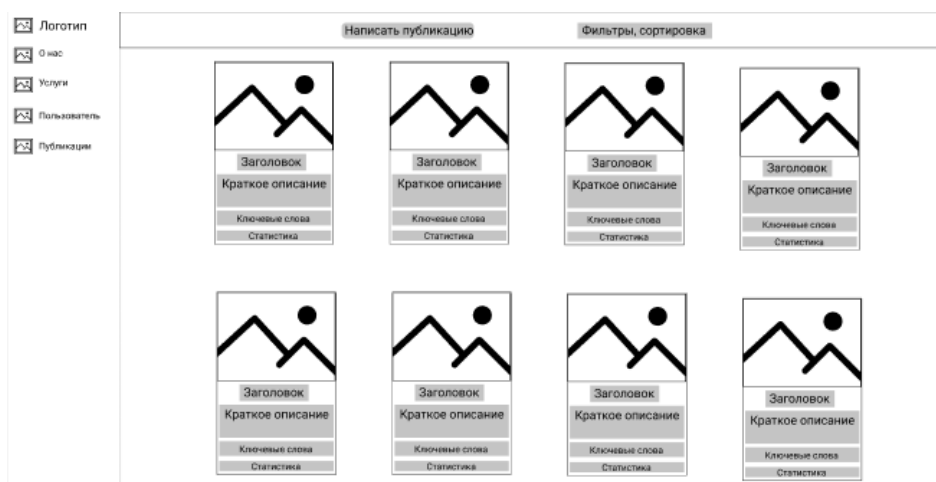 Логотип
О нас
Услуги
Пользователь
Публикации
Написать публикацию
Фильтры, сортировка
Заголовок
Краткое описание
Ключевые слова
Статистика
Заголовок
Краткое описание
Ключевые слова
Статистика
Заголовок
Краткое описание
Ключевые слова
Статистика
Заголовок
Краткое описание
Ключевые слова
Статистика
Заголовок
Краткое описание
Ключевые слова
Статистика
Заголовок
Краткое описание
Ключевые слова
Статистика
Заголовок
Краткое описание
Ключевые слова
Статистика
Заголовок
Краткое описание
Ключевые слова
Статистика